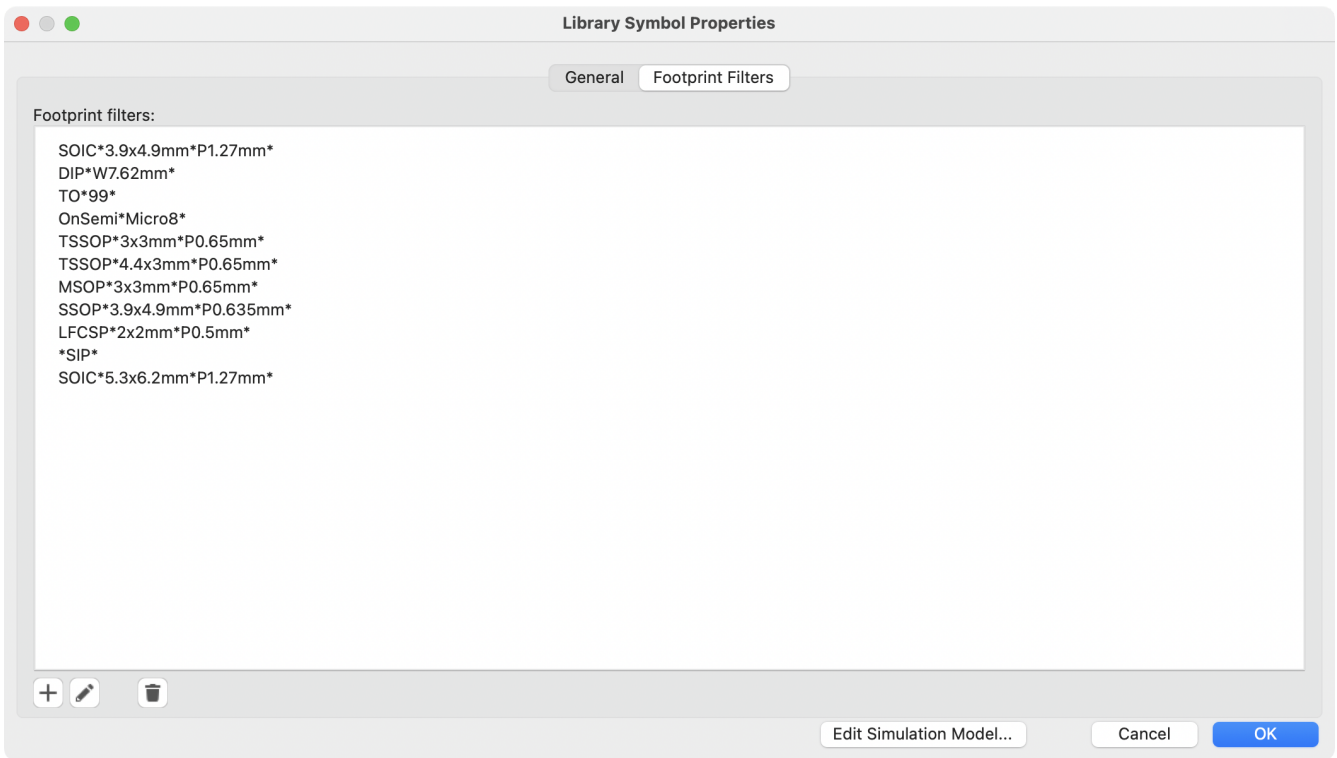 Library Symbol Properties
General
Footprint Filters
Footprint filters:
SOIC*3.9x4.9mm*P1.27mm*
DIP*W7.62mm*
TO*99*
OnSemi*Micro8*
TSSOP*3x3mm*P0.65mm*
TSSOP*4.4x3mm*P0.65mm*
MSOP*3x3mm*P0.65mm*
SSOP*3.9x4.9mm*P0.635mm*
LFCSP*2x2mm*P0.5mm*
*SIP*
SOIC*5.3x6.2mm*P1.27mm*
Edit Simulation Model...
Cancel
OK